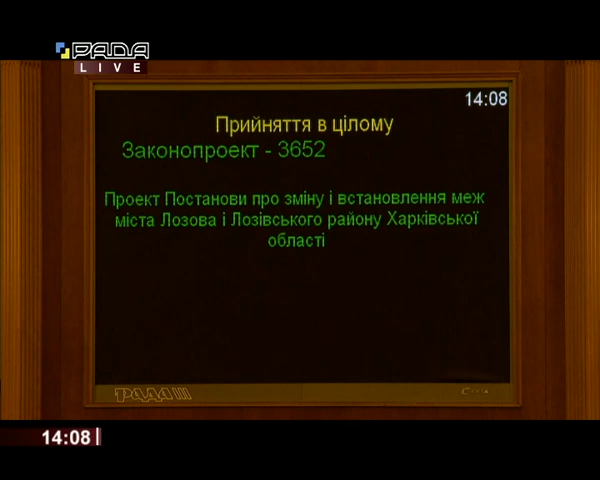 РАДА
LIVE
14:08
Прийняття в цілому
Законопроект - 3652
Проект Постанови про зміну і встановлення меж
міста Лозова і Лозівського району Харківської
області
РАДА III
14:08